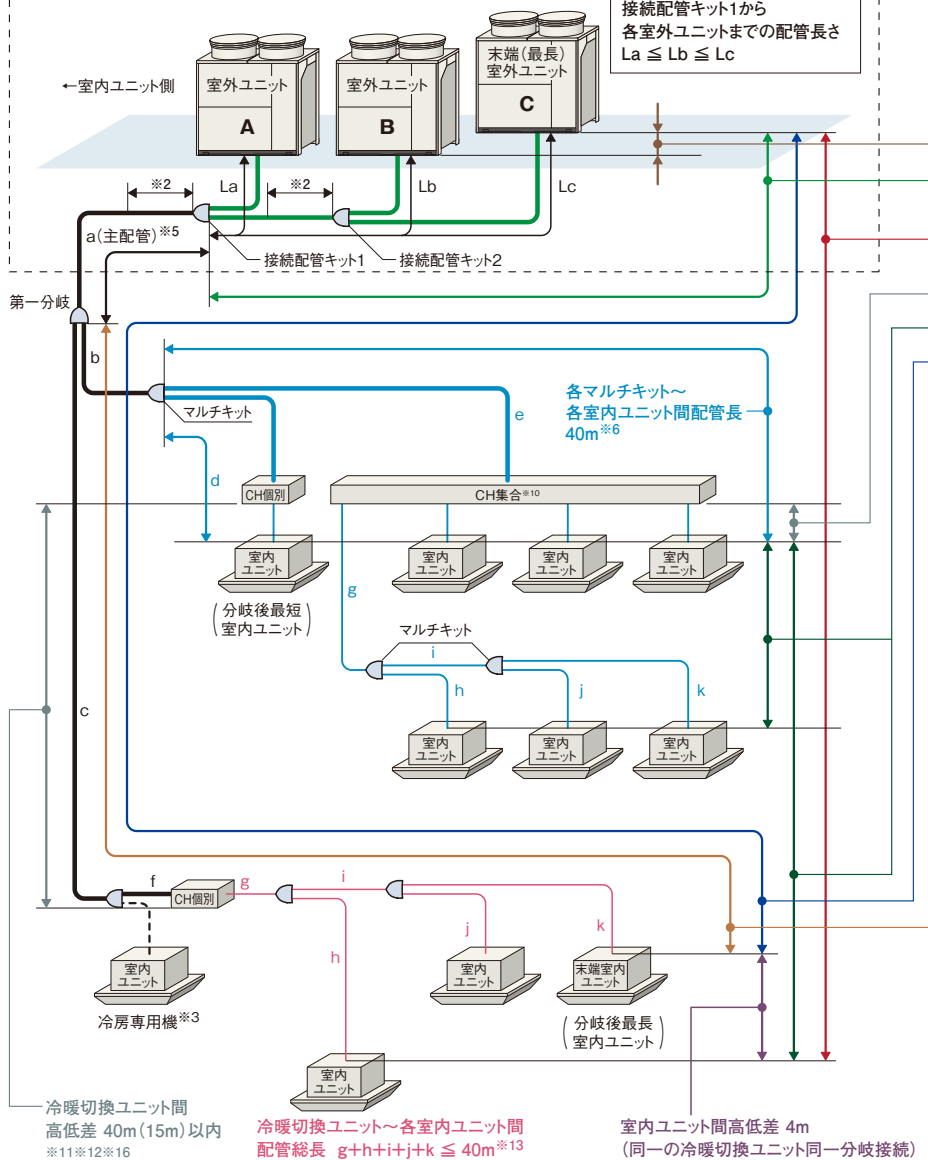 接続配管キット1から
各室外ユニットまでの配管長さ
La ≦ Lb ≦ Lc
←室内ユニット側
室外ユニット
A
室外ユニット
B
末端(最長)
室外ユニット
C
※2
La
※2
Lb
Lc
a(主配管)※5
接続配管キット1
接続配管キット2
第一分岐
b
マルチキット
e
各マルチキット～
各室内ユニット間配管長
40m※6
d
CH個別
CH集合※10
室内
ユニット
室内
ユニット
室内
ユニット
室内
ユニット
(分岐後最短
室内ユニット)
g
マルチキット
i
h
j
k
c
室内
ユニット
室内
ユニット
室内
ユニット
f
CH個別
g
i
h
j
k
室内
ユニット
冷房専用機※3
室内
ユニット
末端室内
ユニット
(分岐後最長
室内ユニット)
室内
ユニット
冷暖切換ユニット間
高低差 40m(15m)以内
※11※12※16
冷暖切換ユニット～各室内ユニット間
配管総長 g+h+i+j+k ≦ 40m※13
室内ユニット間高低差 4m
(同一の冷暖切換ユニット同一分岐接続)